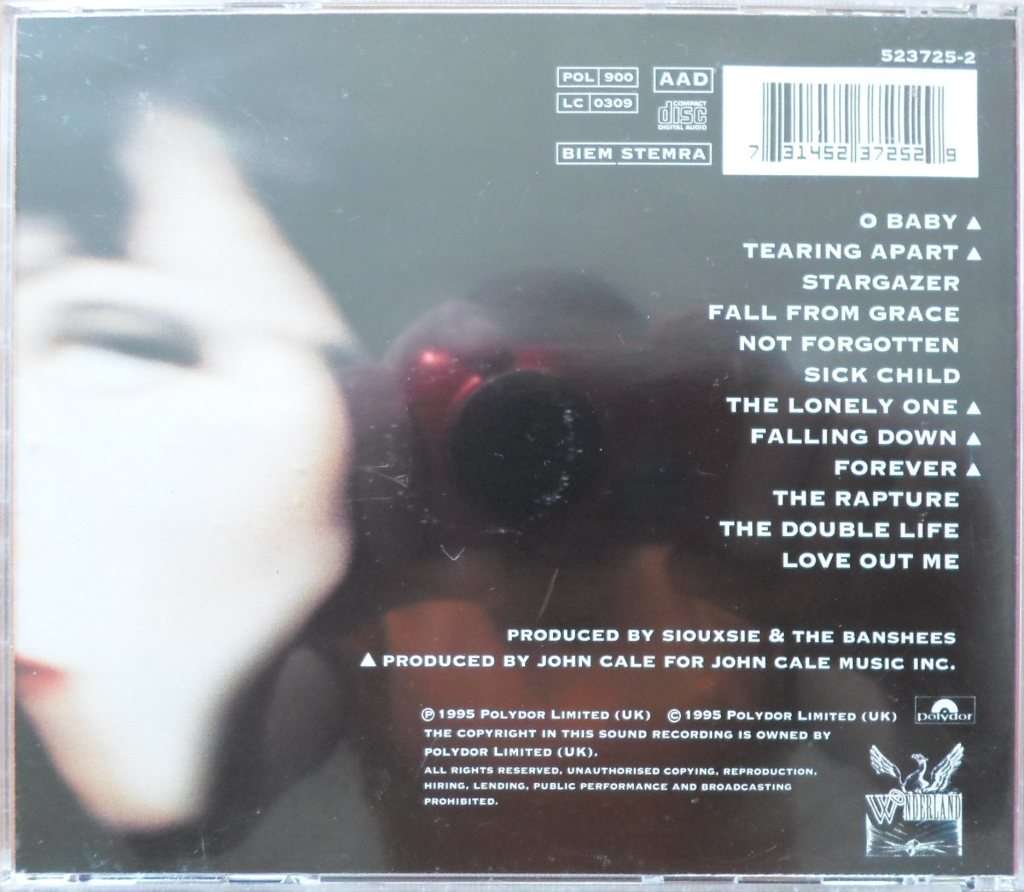 523725-2
POL 900
AAD
LC 0309
COMPACT
disc
DIGITAL AUDIO
BIEM STEMRA
7 31452 37252 9
O BABY ▲
TEARING APART ▲
STARGAZER
FALL FROM GRACE
NOT FORGOTTEN
SICK CHILD
THE LONELY ONE ▲
FALLING DOWN ▲
FOREVER ▲
THE RAPTURE
THE DOUBLE LIFE
LOVE OUT ME
PRODUCED BY SIOUXSIE & THE BANSHEES
▲ PRODUCED BY JOHN CALE FOR JOHN CALE MUSIC INC.
℗ 1995 POLYDOR LIMITED (UK) © 1995 POLYDOR LIMITED (UK)
THE COPYRIGHT IN THIS SOUND RECORDING IS OWNED BY
POLYDOR LIMITED (UK).
ALL RIGHTS RESERVED, UNAUTHORISED COPYING, REPRODUCTION,
HIRING, LENDING, PUBLIC PERFORMANCE AND BROADCASTING
PROHIBITED.
polydor
WONDERLAND